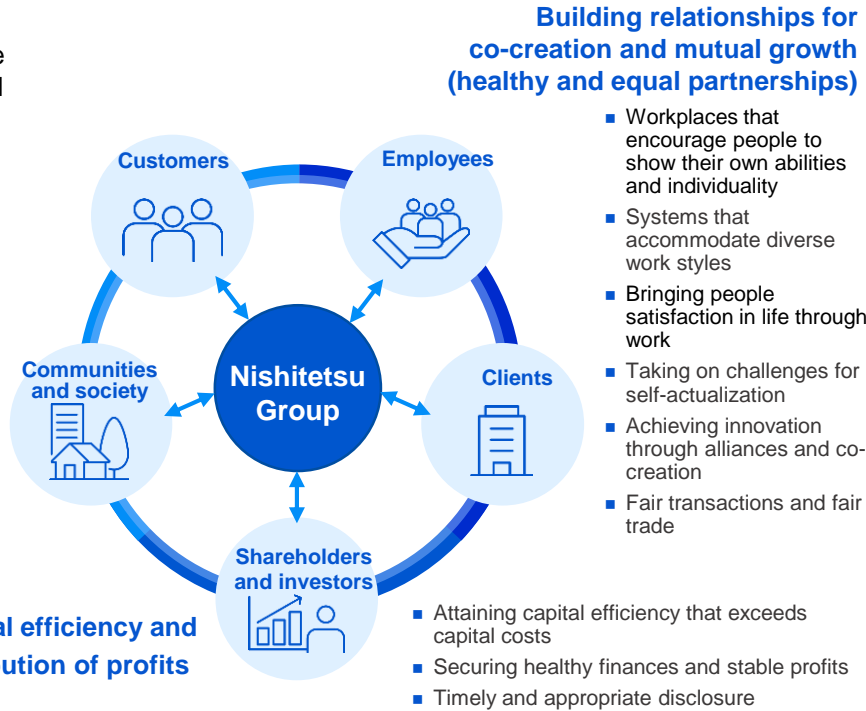 Building relationships for
co-creation and mutual growth
(healthy and equal partnerships)
Workplaces that
encourage people to
show their own abilities
and individuality
Systems that
accommodate diverse
work styles
Bringing people
satisfaction in life through
work
Taking on challenges for
self-actualization
Achieving innovation
through alliances and co-
creation
Fair transactions and fair
trade
Customers
Employees
Communities
and society
Nishitetsu
Group
Clients
Shareholders
and investors
efficiency and
of profits
Attaining capital efficiency that exceeds
capital costs
Securing healthy finances and stable profits
Timely and appropriate disclosure